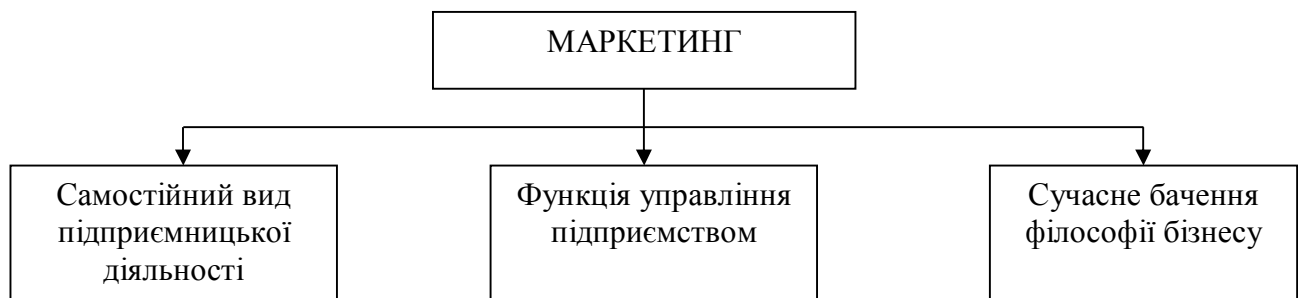 МАРКЕТИНГ
Самостійний вид
підприємницької
діяльності
Функція управління
підприємством
Сучасне бачення
філософії бізнесу